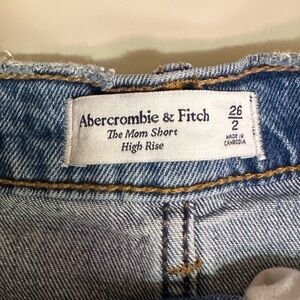 Abercrombie & Fitch
The Mom Short
High Rise
26
2
MADE IN
CAMBODIA